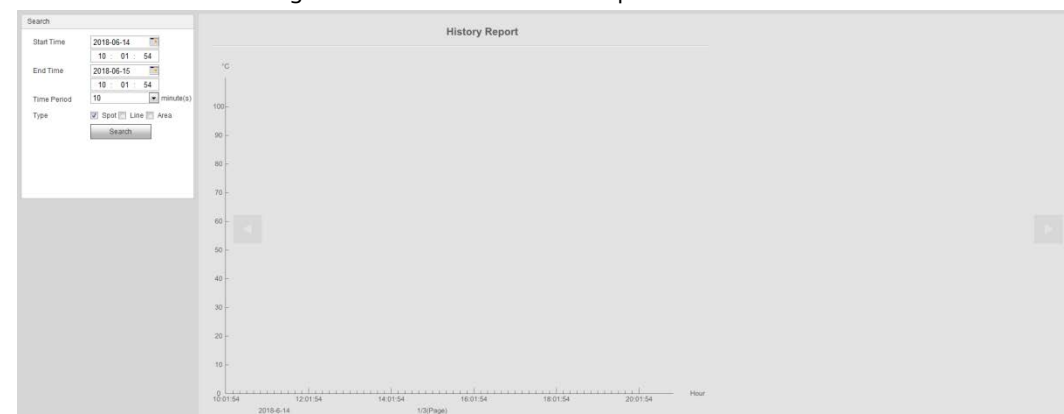 Search
Start Time 2018-06-14
10 : 01 : 54
End Time 2018-06-15
10 : 01 : 54
Time Period 10 minute(s)
Type Spot Line Area
Search
History Report
°C
100
90
80
70
60
50
40
30
20
10
0
10:01:54 12:01:54 14:01:54 16:01:54 18:01:54 20:01:54 Hour
2018-6-14 1/3(Page)